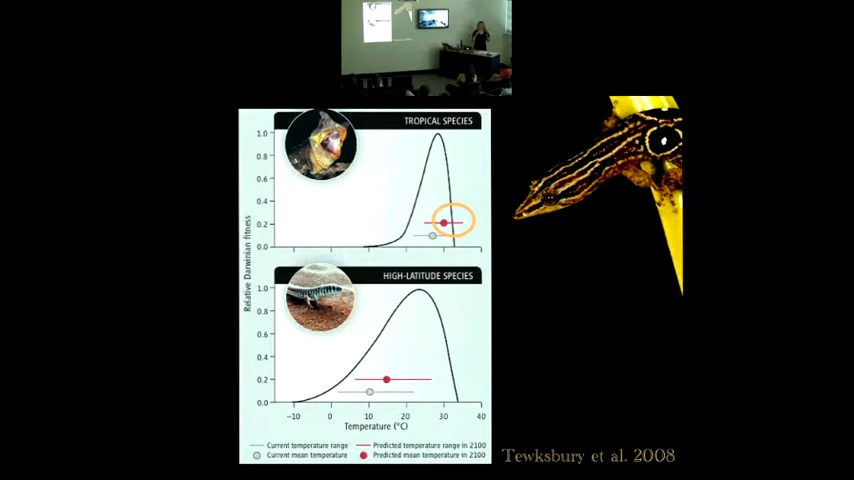 TROPICAL SPECIES
1.0
0.8
0.6
0.4
0.2
0.0
HIGH-LATITUDE SPECIES
1.0
0.8
0.6
0.4
0.2
0.0
Relative Darwinian fitness
-10 0 10 20 30 40
Temperature (°C)
Current temperature range Predicted temperature range in 2100
Current mean temperature Predicted mean temperature in 2100
Tewksbury et al. 2008